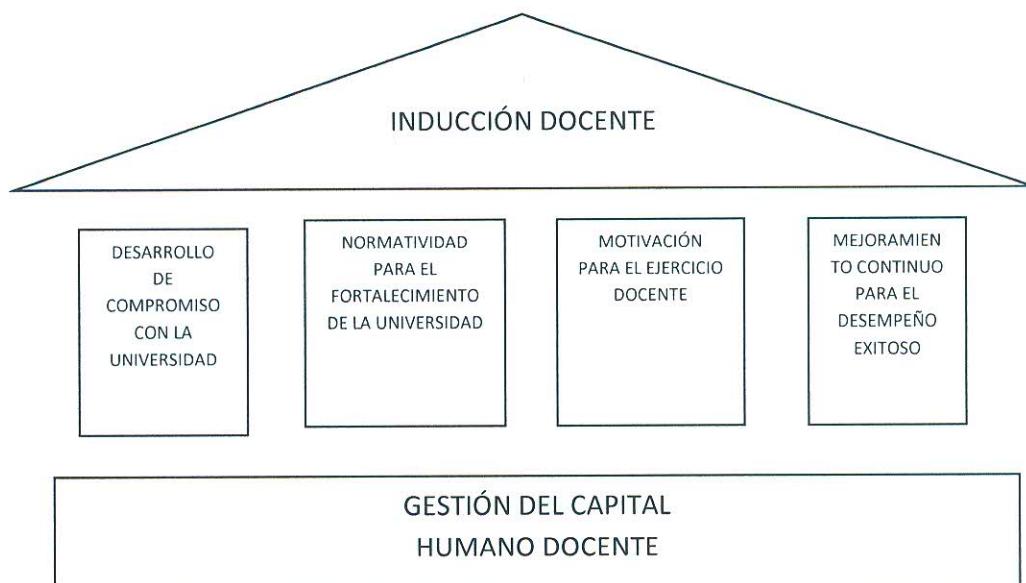 INDUCCIÓN DOCENTE
DESARROLLO
DE
COMPROMISO
CON LA
UNIVERSIDAD
NORMATIVIDAD
PARA EL
FORTALECIMIENTO
DE LA UNIVERSIDAD
MOTIVACIÓN
PARA EL EJERCICIO
DOCENTE
MEJORAMIEN
TO CONTINUO
PARA EL
DESEMPEÑO
EXITOSO
GESTIÓN DEL CAPITAL
HUMANO DOCENTE